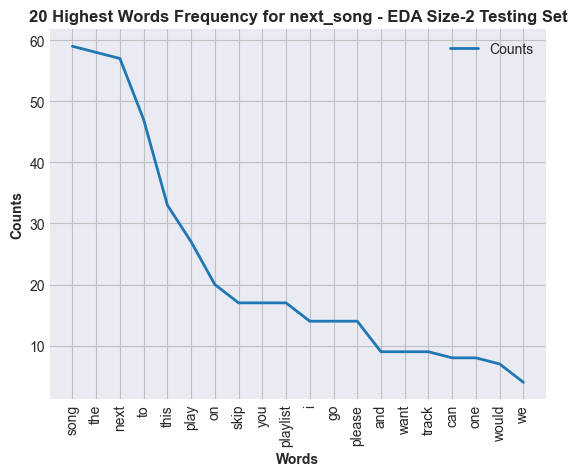 20 Highest Words Frequency for next_song - EDA Size-2 Testing Set
Counts
60
50
40
30
20
10
Counts
song
the
next
to
this
play
on
skip
you
playlist
i
go
please
and
want
track
can
one
would
we
Words